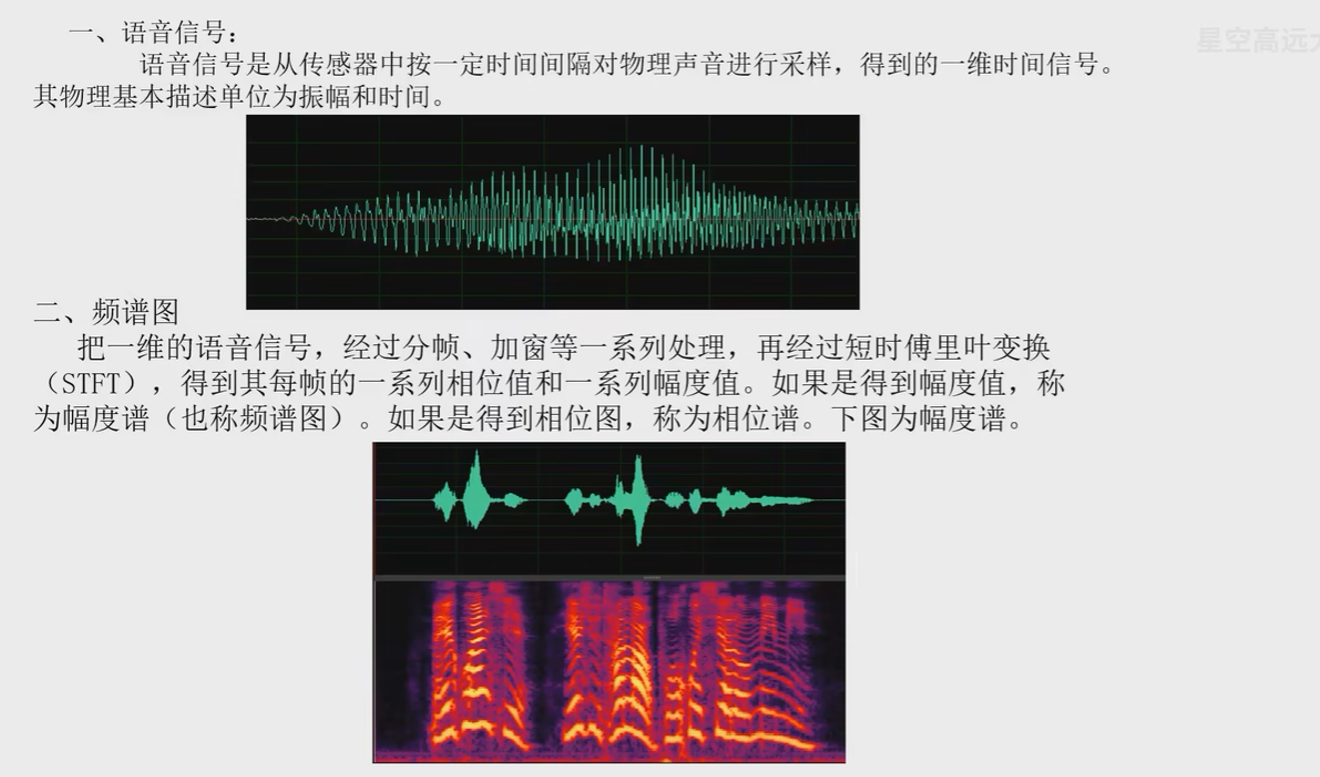 一、语音信号：
星空高远
语音信号是从传感器中按一定时间间隔对物理声音进行采样，得到的一维时间信号。
其物理基本描述单位为振幅和时间。
二、频谱图
把一维的语音信号，经过分帧、加窗等一系列处理，再经过短时傅里叶变换
（STFT），得到其每帧的一系列相位值和一系列幅度值。如果是得到幅度值，称
为幅度谱（也称频谱图）。如果是得到相位图，称为相位谱。下图为幅度谱。